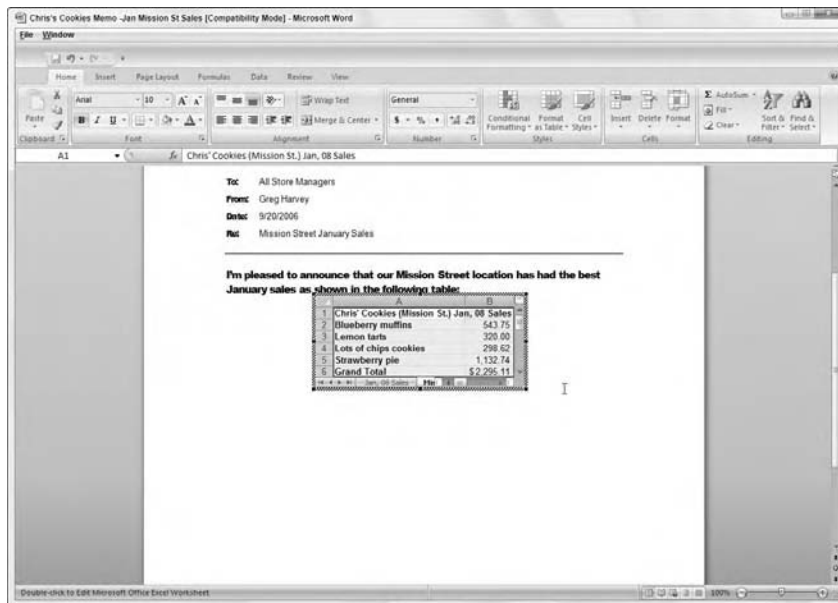 Chris's Cookies Memo -Jan Mission St Sales [Compatibility Mode] - Microsoft Word
File Window
Home Insert Page Layout Formulas Data Review View
Arial 10 A A Wrap Text General AutoSum
Paste B I U A Merge & Center $ % , Conditional Formatting Format as Table Cell Styles Insert Delete Format Fill Clear Sort & Filter Find & Select
Clipboard Font Alignment Number Styles Cells Editing
A1 fx Chris' Cookies (Mission St.) Jan, 08 Sales
To: All Store Managers
From: Greg Harvey
Date: 9/20/2006
Re: Mission Street January Sales
I'm pleased to announce that our Mission Street location has had the best
January sales as shown in the following table:
A B
1 Chris' Cookies (Mission St.) Jan, 08 Sales
2 Blueberry muffins 543.75
3 Lemon tarts 320.00
4 Lots of chips cookies 298.62
5 Strawberry pie 1,132.74
6 Grand Total $2,295.11
Jan, 08 Sales
Double-click to Edit Microsoft Office Excel Worksheet 100%